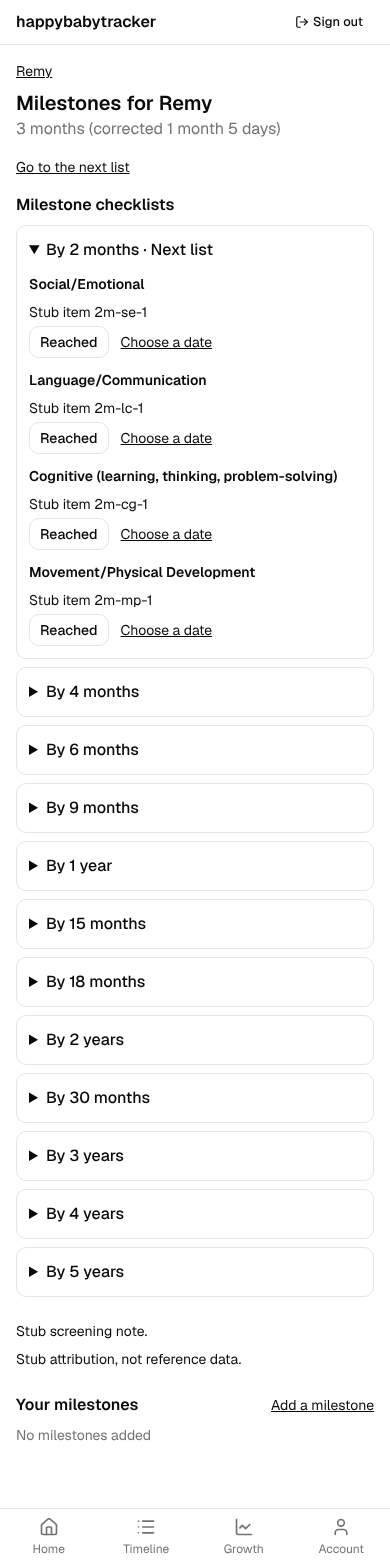 happybabytracker
Sign out
Remy
Milestones for Remy
3 months (corrected 1 month 5 days)
Go to the next list
Milestone checklists
By 2 months · Next list
Social/Emotional
Stub item 2m-se-1
Reached Choose a date
Language/Communication
Stub item 2m-lc-1
Reached Choose a date
Cognitive (learning, thinking, problem-solving)
Stub item 2m-cg-1
Reached Choose a date
Movement/Physical Development
Stub item 2m-mp-1
Reached Choose a date
By 4 months
By 6 months
By 9 months
By 1 year
By 15 months
By 18 months
By 2 years
By 30 months
By 3 years
By 4 years
By 5 years
Stub screening note.
Stub attribution, not reference data.
Your milestones
Add a milestone
No milestones added
Home Timeline Growth Account